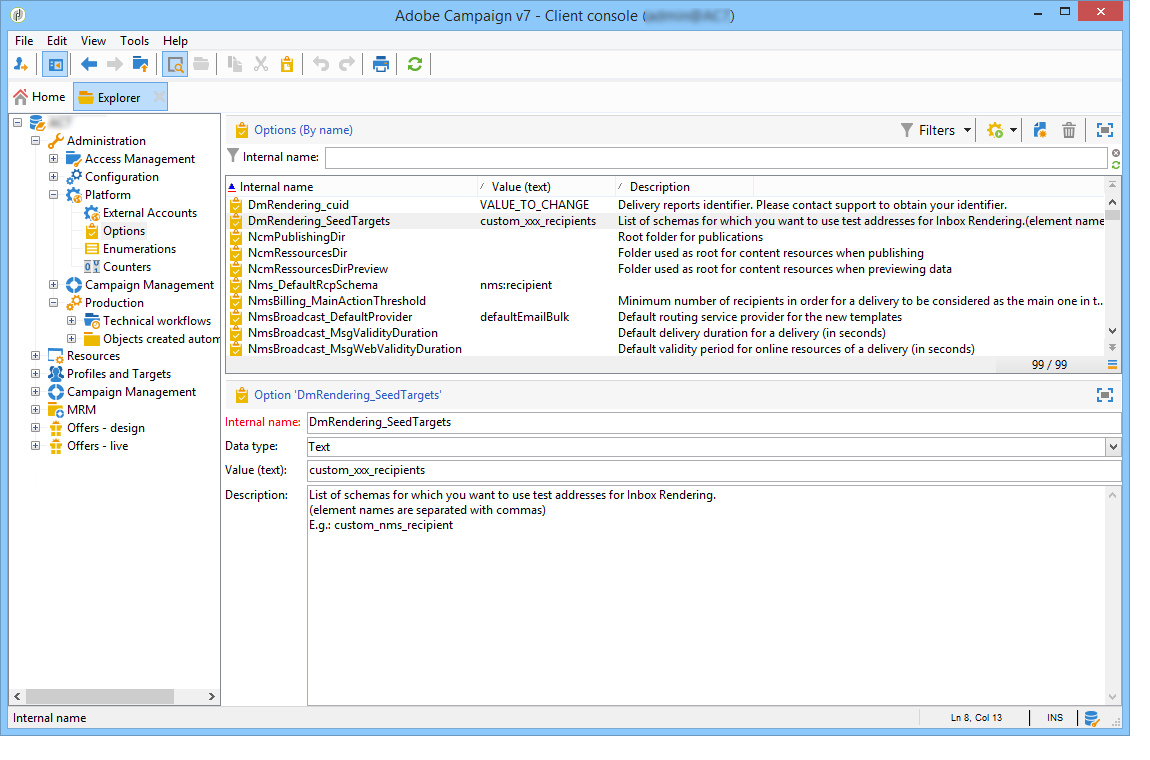 Adobe Campaign v7 - Client console (
File Edit View Tools Help
Home Explorer
Administration
Access Management
Configuration
Platform
External Accounts
Options
Enumerations
Counters
Campaign Management
Production
Technical workflows
Objects created autom
Resources
Profiles and Targets
Campaign Management
MRM
Offers - design
Offers - live
Options (By name) Filters
Internal name:
Internal name Value (text) Description
DmRendering_cuid VALUE_TO_CHANGE Delivery reports identifier. Please contact support to obtain your identifier.
DmRendering_SeedTargets custom_xxx_recipients List of schemas for which you want to use test addresses for Inbox Rendering.(element name
NcmPublishingDir Root folder for publications
NcmRessourcesDir Folder used as root for content resources when publishing
NcmRessourcesDirPreview Folder used as root for content resources when previewing data
Nms_DefaultRcpSchema nms:recipient
NmsBilling_MainActionThreshold Minimum number of recipients in order for a delivery to be considered as the main one in t...
NmsBroadcast_DefaultProvider defaultEmailBulk Default routing service provider for the new templates
NmsBroadcast_MsgValidityDuration Default delivery duration for a delivery (in seconds)
NmsBroadcast_MsgWebValidityDuration Default validity period for online resources of a delivery (in seconds)
99 / 99
Option 'DmRendering_SeedTargets'
Internal name: DmRendering_SeedTargets
Data type: Text
Value (text): custom_xxx_recipients
Description: List of schemas for which you want to use test addresses for Inbox Rendering.
(element names are separated with commas)
E.g.: custom_nms_recipient
Internal name Ln 8, Col 13 INS